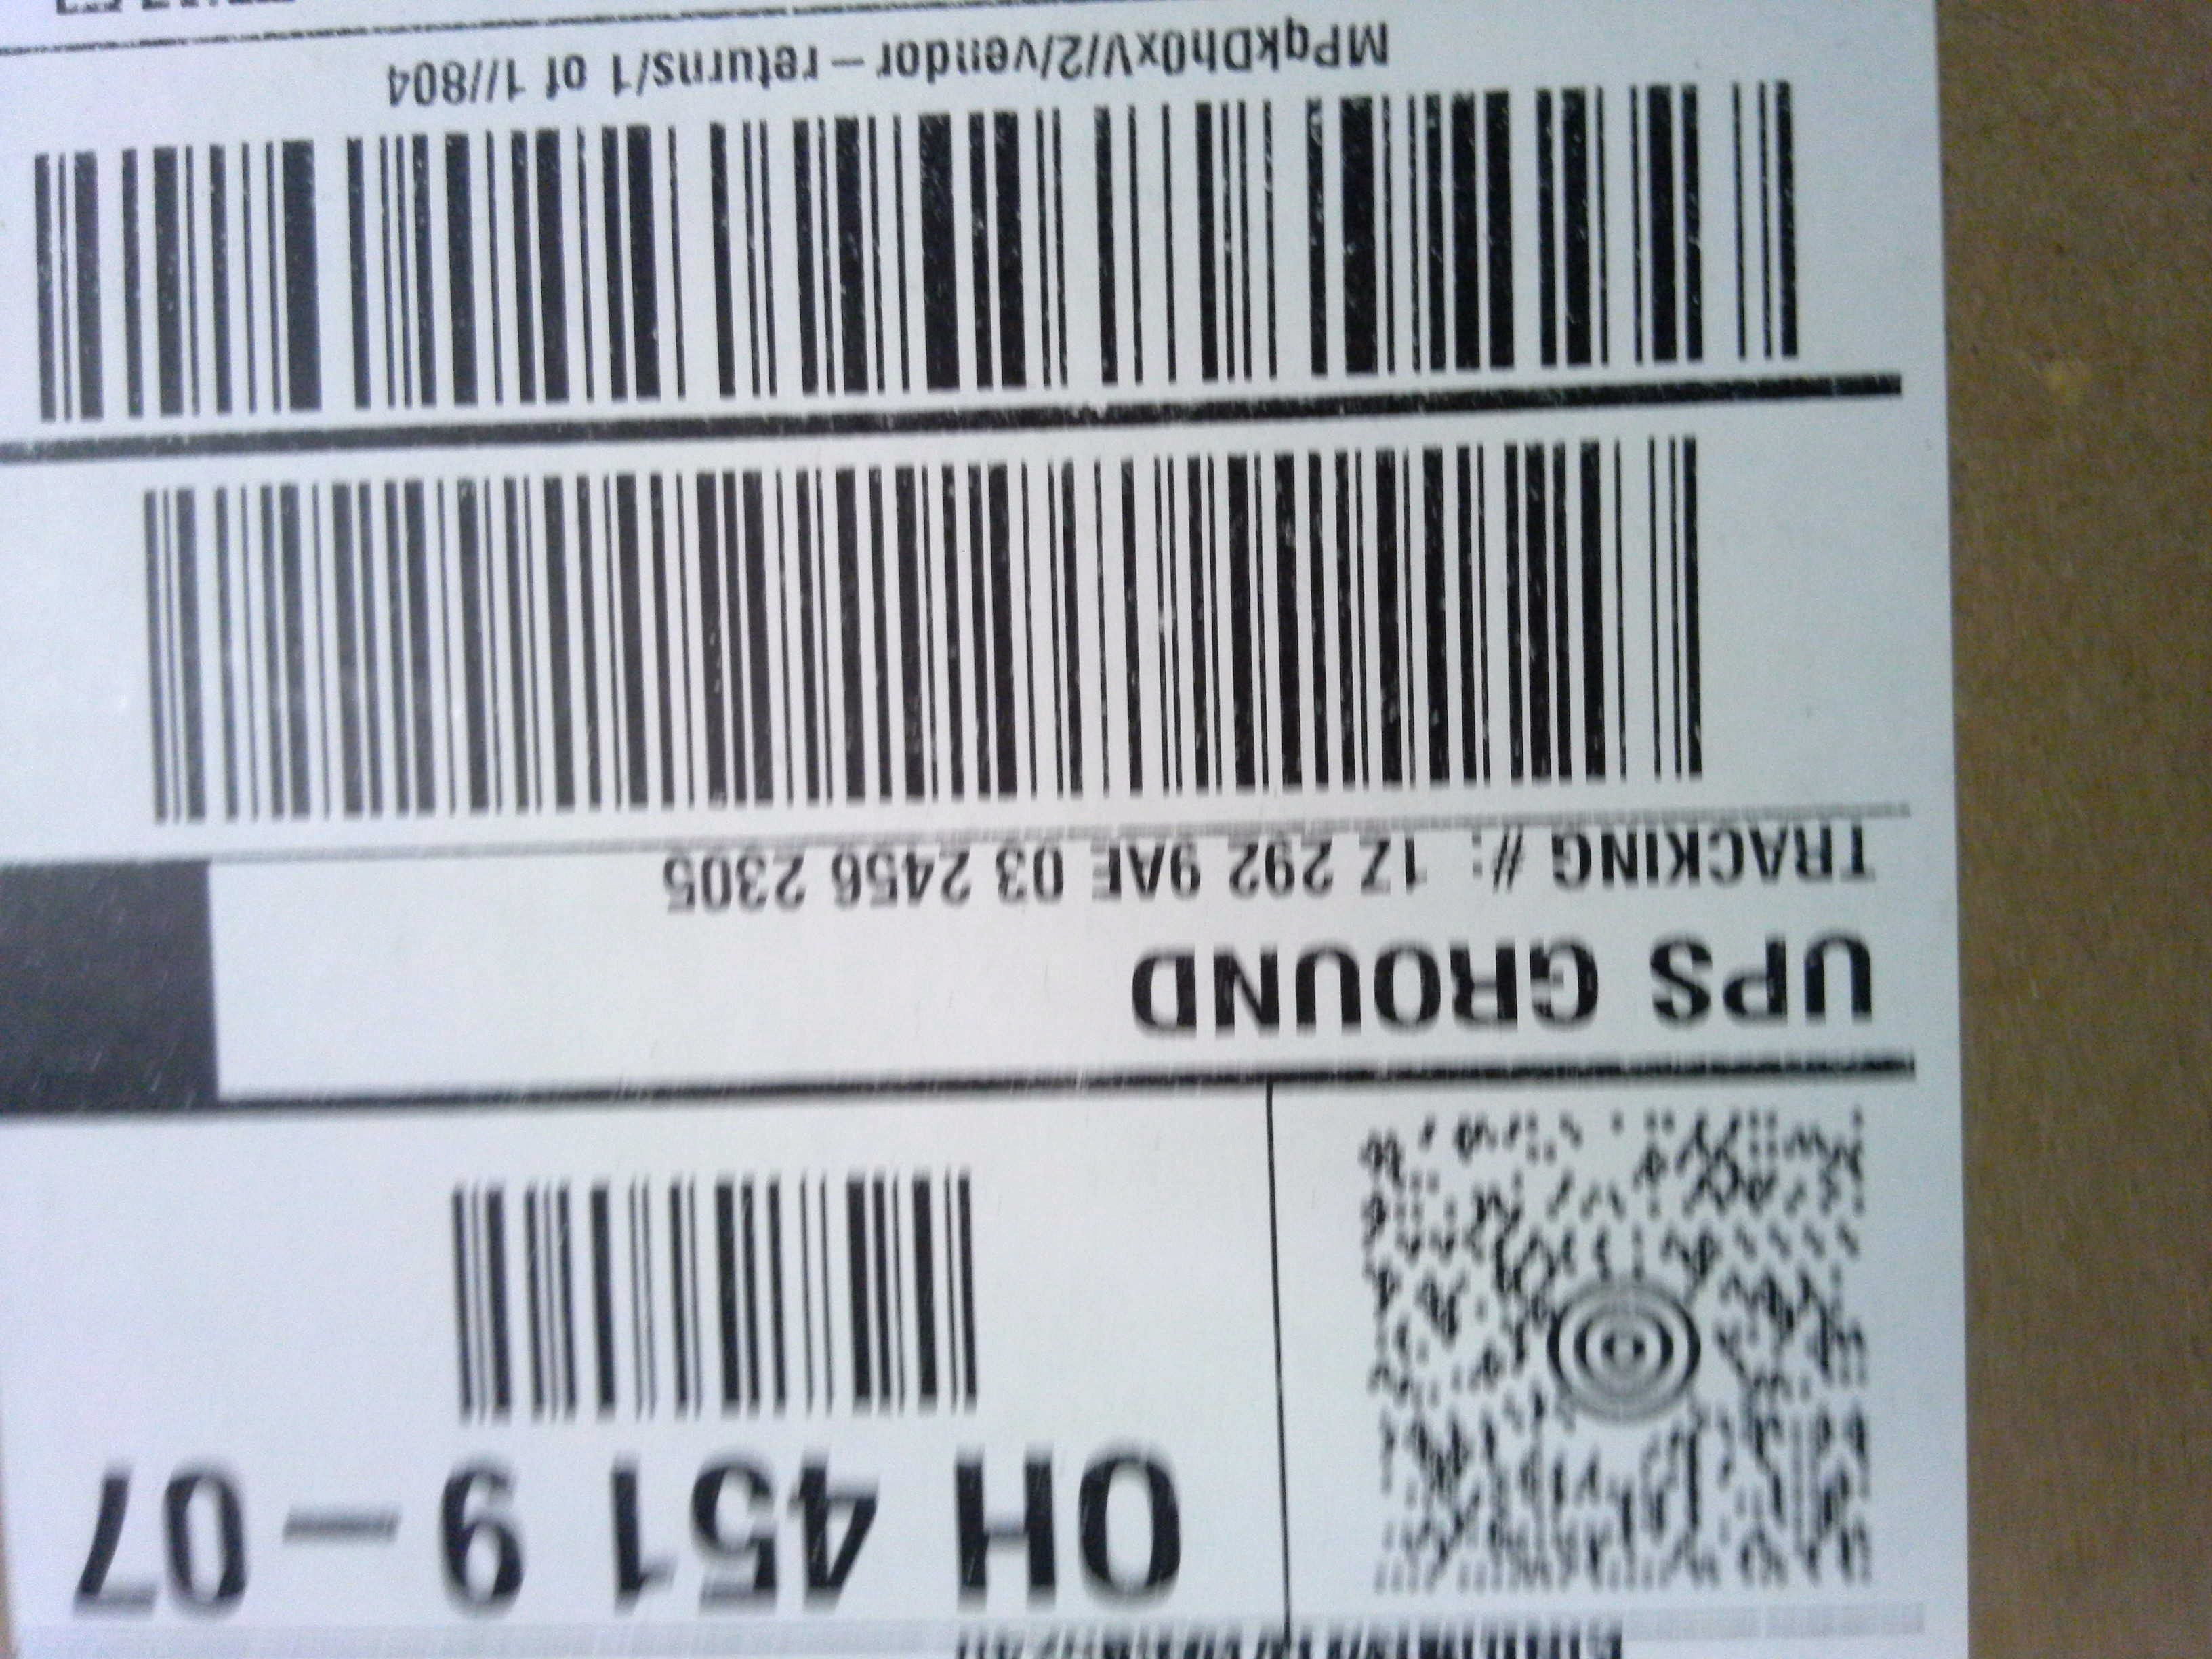 OH 451 9 – 07
UPS GROUND
TRACKING #: 1Z 292 9AE 03 2456 2305
MPqkDh0xV/2/vendor – returns/1 of 1//804